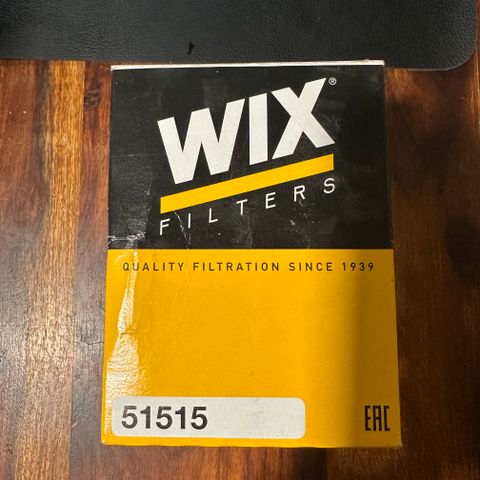 WIX®
FILTERS
QUALITY FILTRATION SINCE 1939
51515
EAC